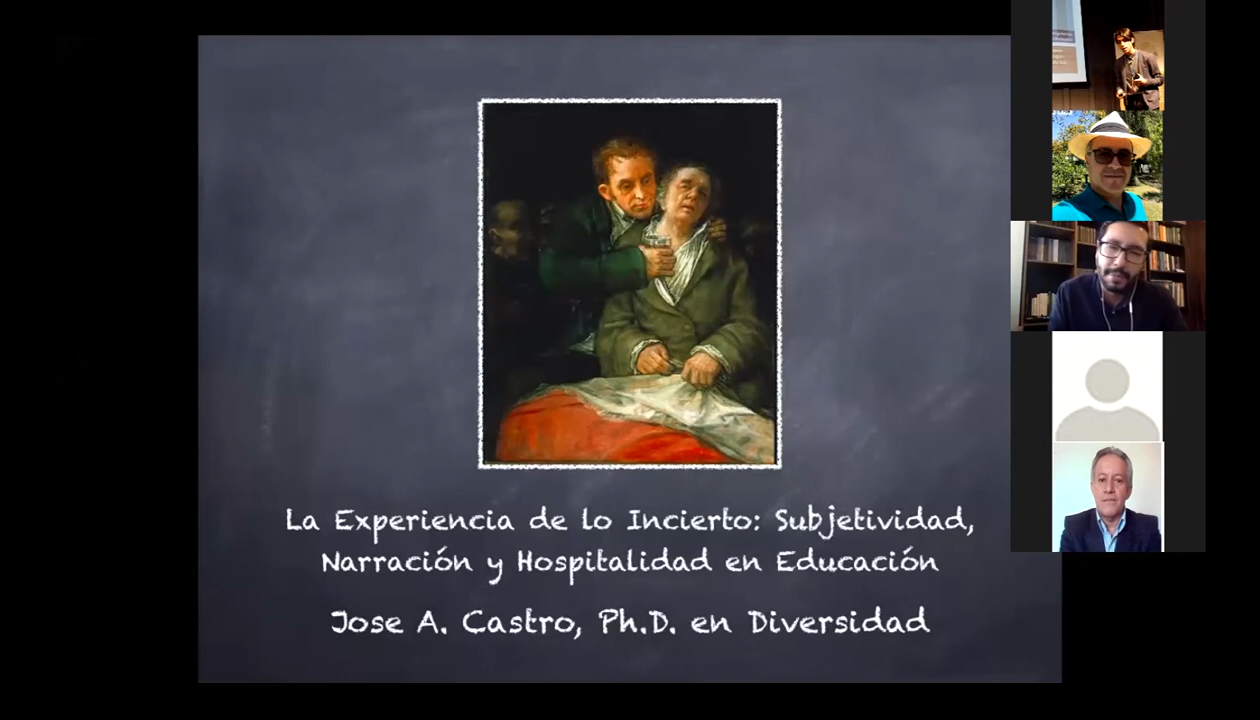 La Experiencia de lo Incierto: Subjetividad,
Narración y Hospitalidad en Educación
Jose A. Castro, Ph.D. en Diversidad